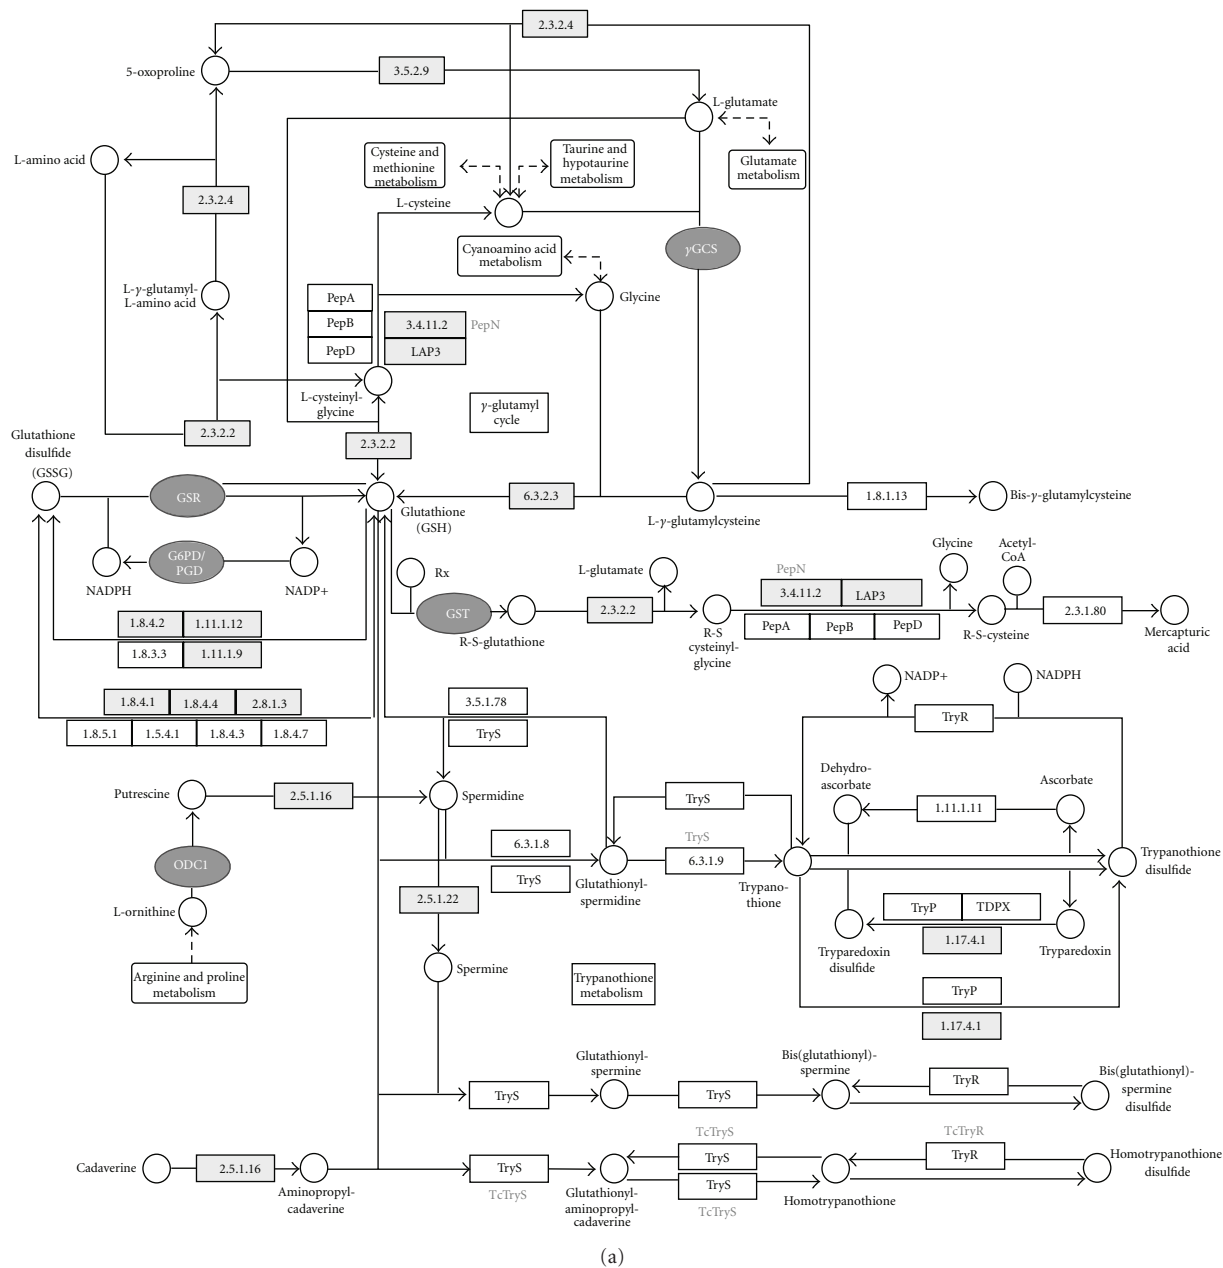 2.3.2.4
5-oxoproline
3.5.2.9
L-glutamate
L-amino acid
Cysteine and
methionine
metabolism
Taurine and
hypotaurine
metabolism
Glutamate
metabolism
2.3.2.4
L-cysteine
Cyanoamino acid
metabolism
γGCS
L-γ-glutamyl-
L-amino acid
PepA
Glycine
PepB
3.4.11.2
PepN
PepD
LAP3
L-cysteinyl-
glycine
γ-glutamyl
cycle
2.3.2.2
2.3.2.2
Glutathione
disulfide
(GSSG)
GSR
Glutathione
(GSH)
6.3.2.3
L-γ-glutamylcysteine
1.8.1.13
Bis-γ-glutamylcysteine
G6PD/
PGD
NADPH
NADP+
Rx
L-glutamate
PepN
Glycine
Acetyl-
CoA
GST
R-S-glutathione
2.3.2.2
R-S
cysteinyl-
glycine
3.4.11.2
LAP3
PepA
PepB
PepD
R-S-cysteine
2.3.1.80
Mercapturic
acid
1.8.4.2
1.11.1.12
1.8.3.3
1.11.1.9
1.8.4.1
1.8.4.4
2.8.1.3
1.8.5.1
1.5.4.1
1.8.4.3
1.8.4.7
3.5.1.78
TryS
NADP+
NADPH
TryR
Putrescine
2.5.1.16
Spermidine
TryS
Dehydro-
ascorbate
Ascorbate
1.11.1.11
ODC1
6.3.1.8
TryS
TryS
6.3.1.9
Glutathionyl-
spermidine
Trypano-
thione
Trypanothione
disulfide
L-ornithine
2.5.1.22
TryP
TDPX
1.17.4.1
Tryparedoxin
disulfide
Tryparedoxin
Arginine and proline
metabolism
Spermine
Trypanothione
metabolism
TryP
1.17.4.1
Glutathionyl-
spermine
Bis(glutathionyl)-
spermine
TryS
TryS
TryR
Bis(glutathionyl)-
spermine
disulfide
TcTryS
TcTryR
Cadaverine
2.5.1.16
Aminopropyl-
cadaverine
TryS
TcTryS
Glutathionyl-
aminopropyl-
cadaverine
TryS
TryS
TcTryS
Homotrypanothione
TryR
Homotrypanothione
disulfide
(a)